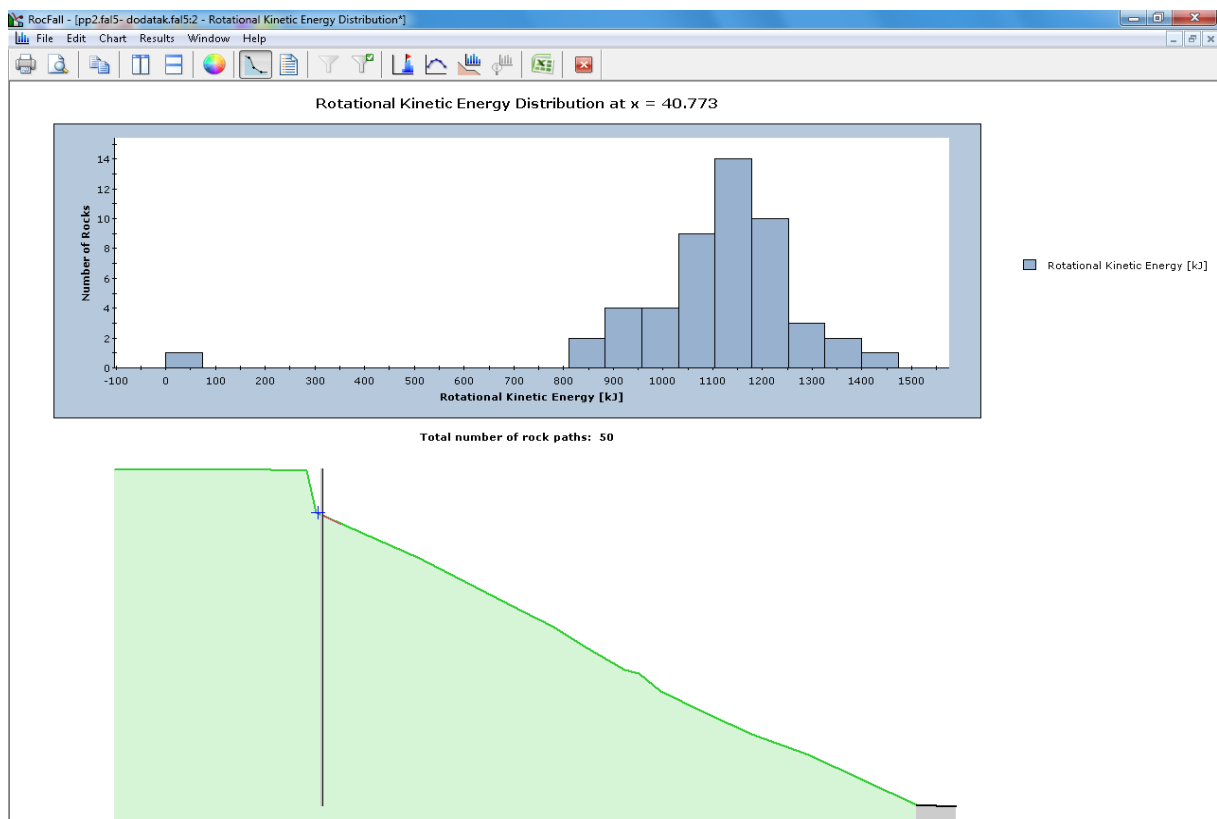 RocFall - [pp2.fal5- dodatak.fal5:2 - Rotational Kinetic Energy Distribution*]
File Edit Chart Results Window Help
Rotational Kinetic Energy Distribution at x = 40.773
14
12
10
8
6
4
2
0
Number of Rocks
-100 0 100 200 300 400 500 600 700 800 900 1000 1100 1200 1300 1400 1500
Rotational Kinetic Energy [kJ]
Rotational Kinetic Energy [kJ]
Total number of rock paths: 50